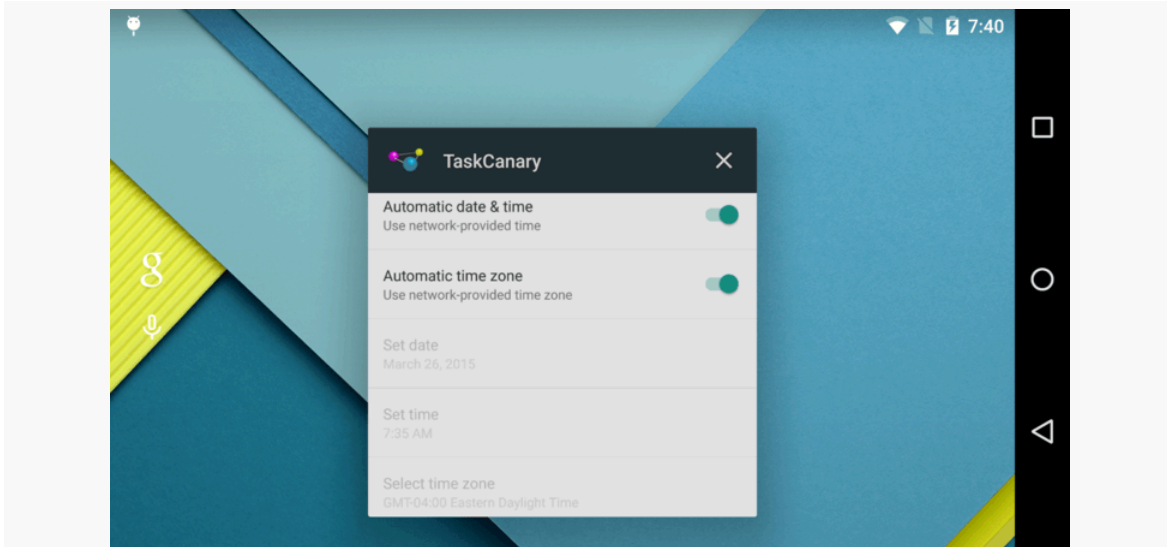 7:40
TaskCanary
Automatic date & time
Use network-provided time
Automatic time zone
Use network-provided time zone
g
Set date
March 26, 2015
Set time
7:35 AM
Select time zone
GMT-04:00 Eastern Daylight Time